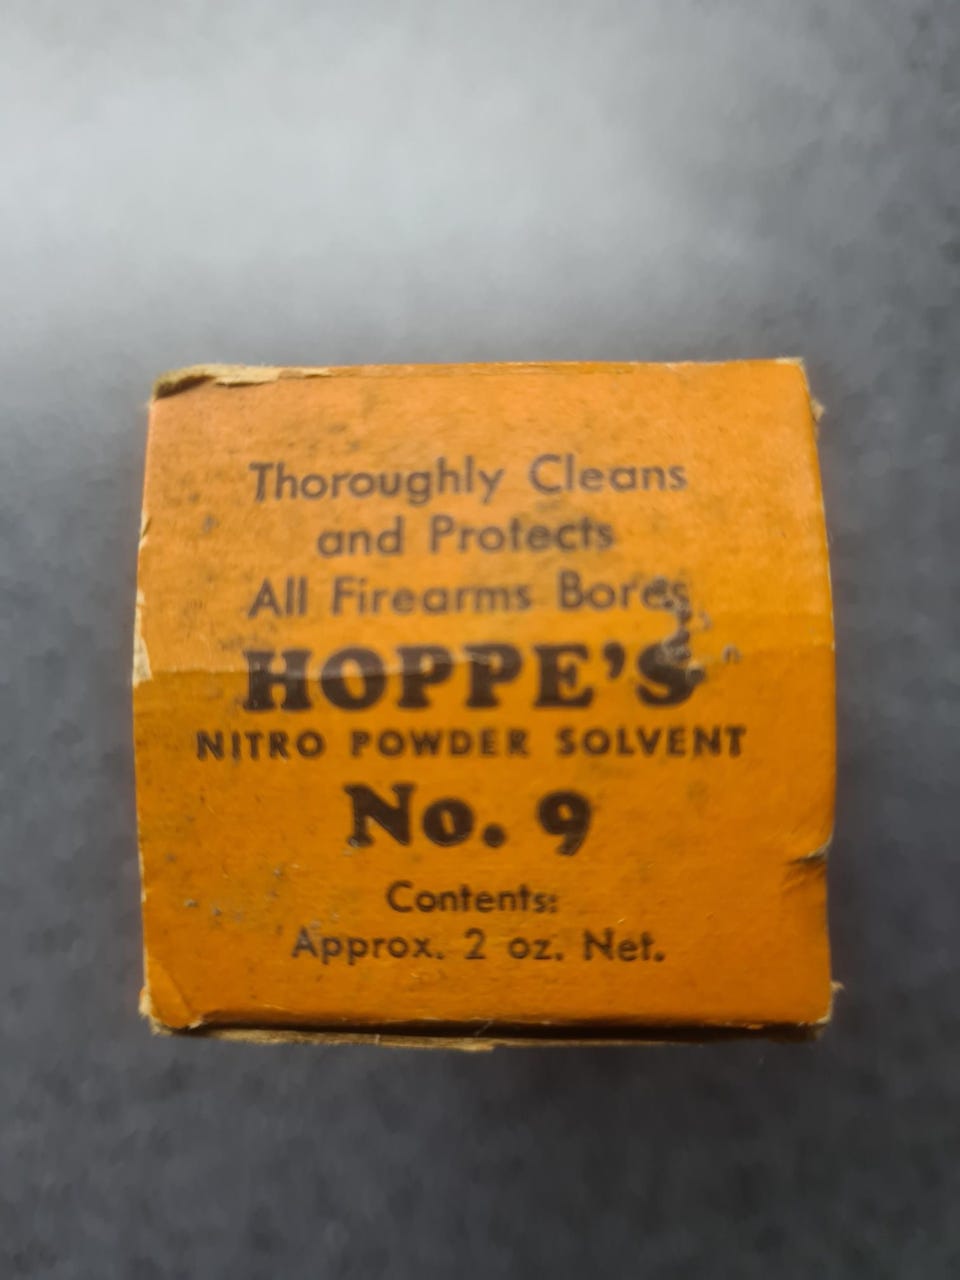 Thoroughly Cleans
and Protects
All Firearms Bores
HOPPE'S
NITRO POWDER SOLVENT
No. 9
Contents:
Approx. 2 oz. Net.